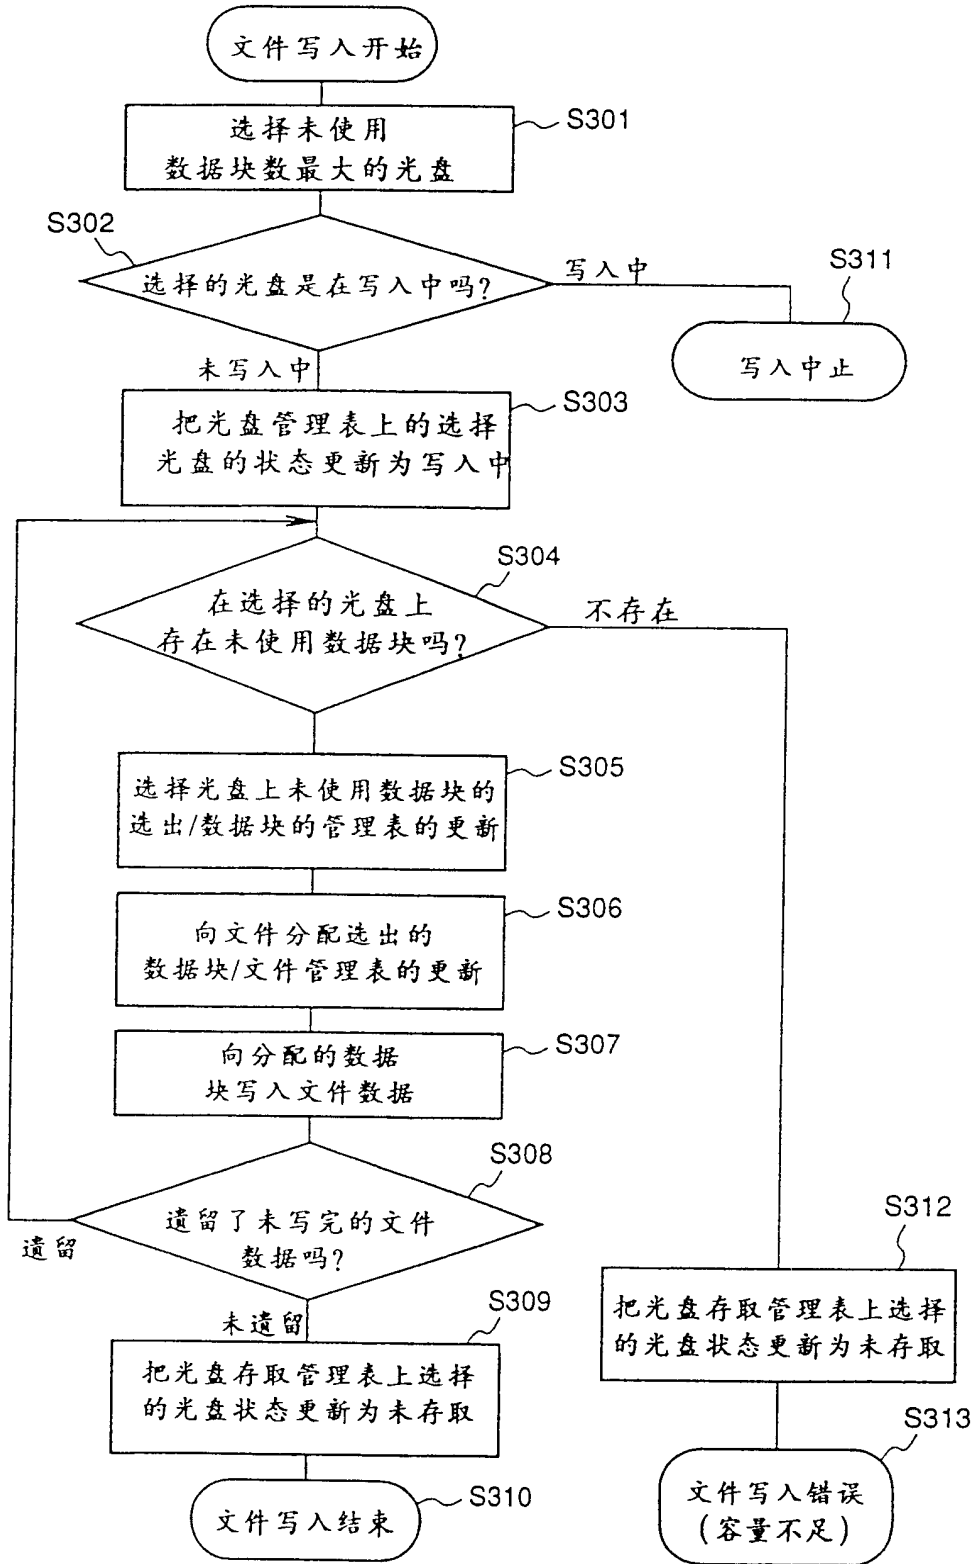 文件写入开始
S301
选择未使用
数据块数最大的光盘
S302
选择的光盘是在写入中吗?
写入中
S311
写入中止
未写入中
S303
把光盘管理表上的选择
光盘的状态更新为写入中
S304
在选择的光盘上
存在未使用数据块吗?
不存在
S305
选择光盘上未使用数据块的
选出/数据块的管理表的更新
S306
向文件分配选出的
数据块/文件管理表的更新
S307
向分配的数据
块写入文件数据
S308
遗留了未写完的文件
数据吗?
遗留
S312
把光盘存取管理表上选择
的光盘状态更新为未存取
未遗留
S309
把光盘存取管理表上选择
的光盘状态更新为未存取
S313
文件写入错误
(容量不足)
S310
文件写入结束